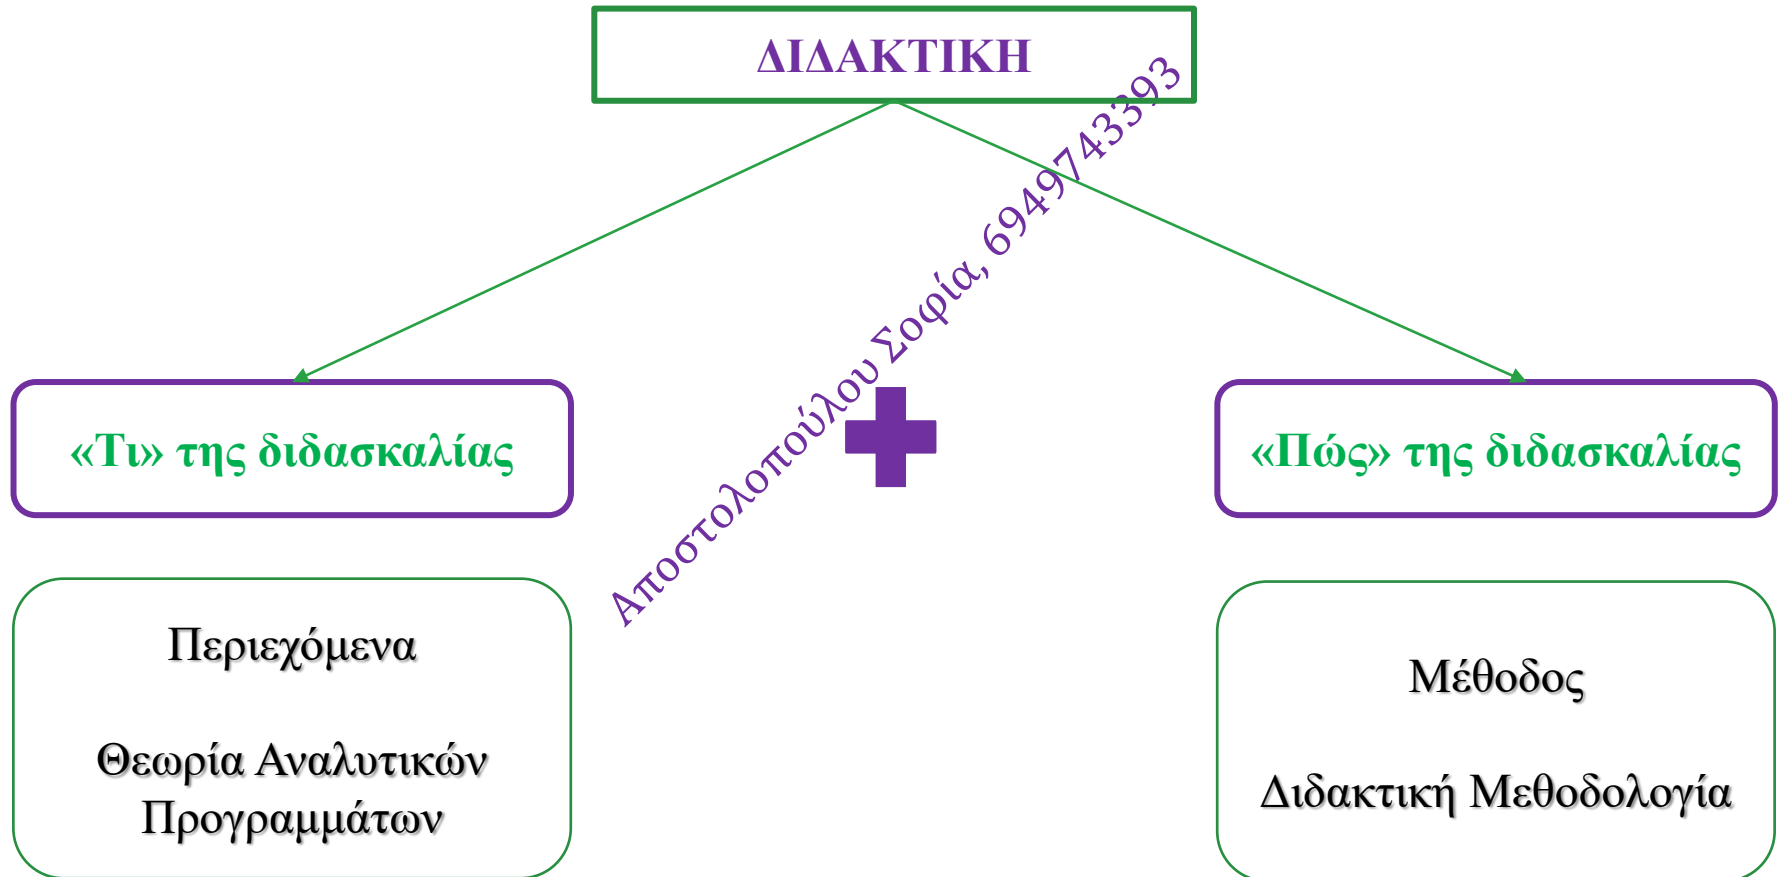 ΔΙΔΑΚΤΙΚΗ
Αποστολοπούλου Σοφία, 6949743393
«Τι» της διδασκαλίας
«Πώς» της διδασκαλίας
Περιεχόμενα
Θεωρία Αναλυτικών
Προγραμμάτων
Μέθοδος
Διδακτική Μεθοδολογία